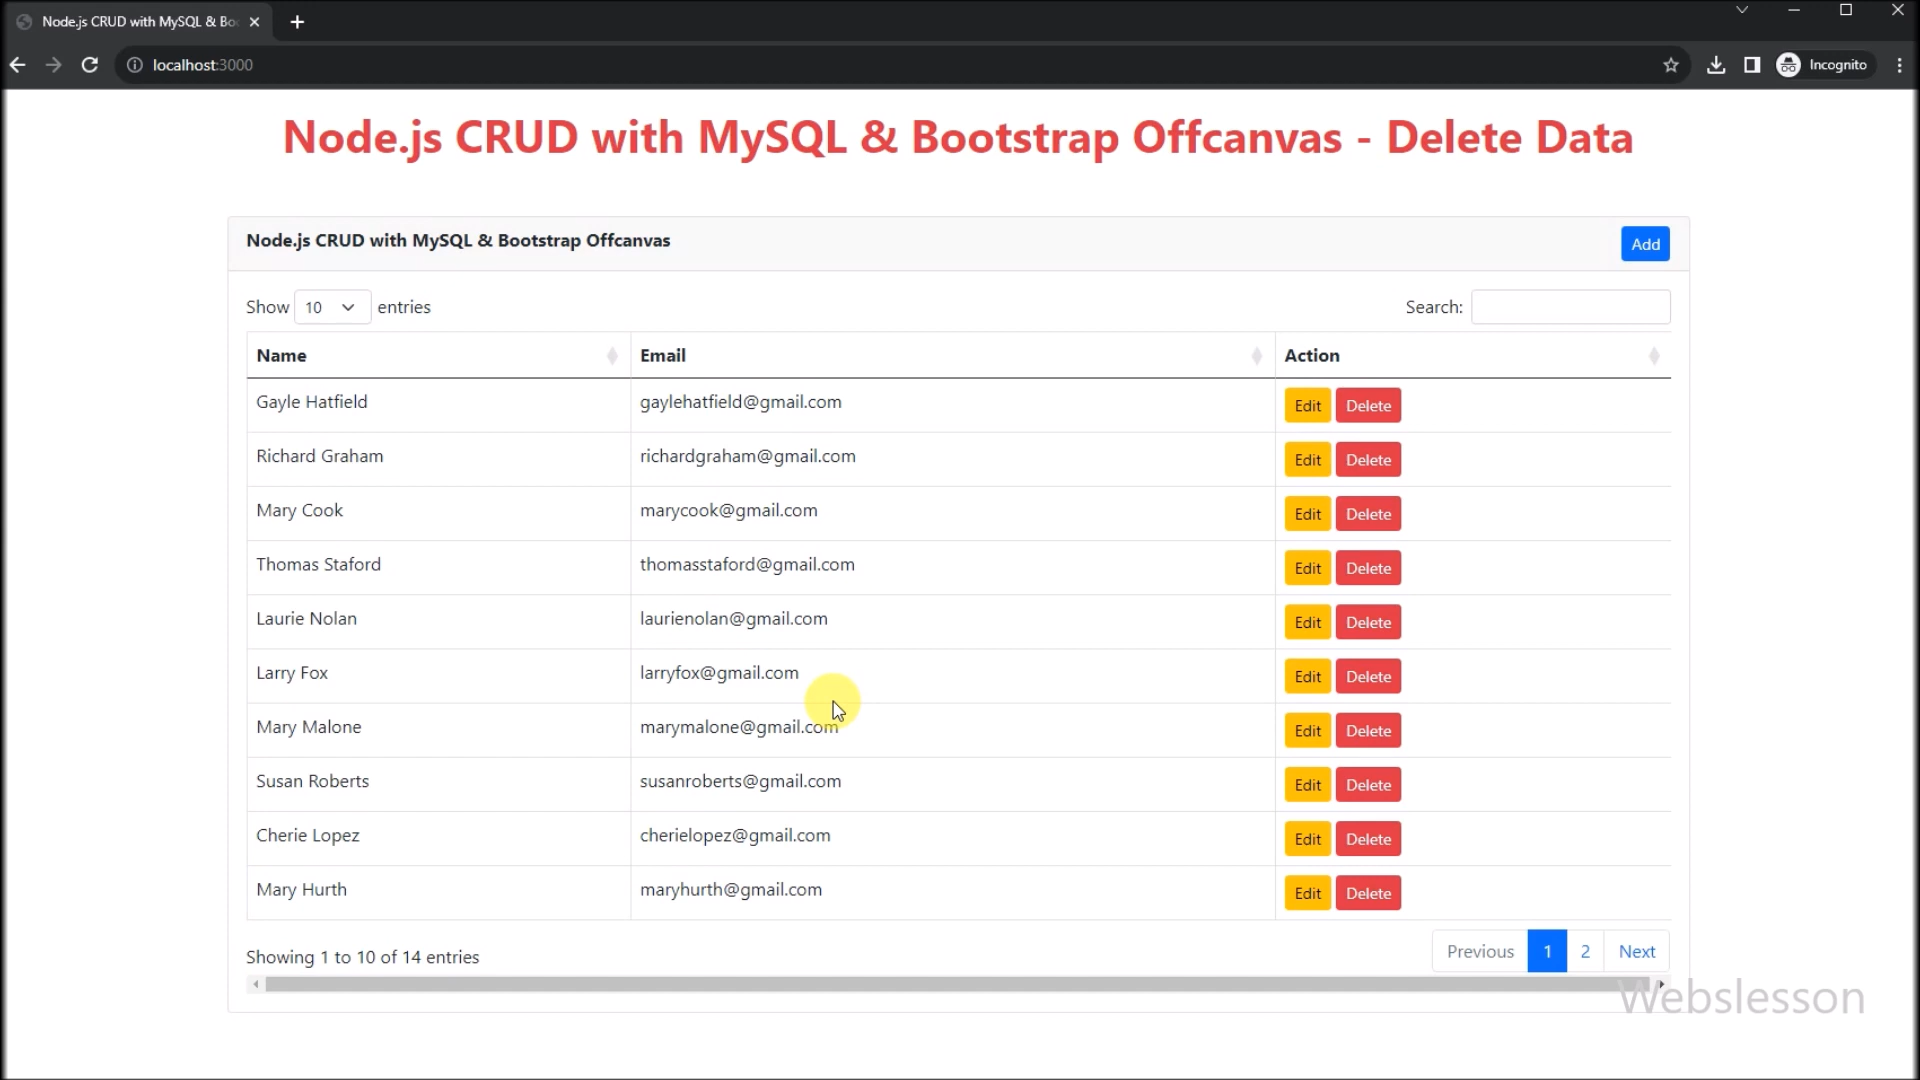 Node.js CRUD with MySQL & Bo
localhost:3000
Incognito
Node.js CRUD with MySQL & Bootstrap Offcanvas - Delete Data
Node.js CRUD with MySQL & Bootstrap Offcanvas Add
Show 10 entries Search:
Name Email Action
Gayle Hatfield gaylehatfield@gmail.com Edit Delete
Richard Graham richardgraham@gmail.com Edit Delete
Mary Cook marycook@gmail.com Edit Delete
Thomas Staford thomasstaford@gmail.com Edit Delete
Laurie Nolan laurienolan@gmail.com Edit Delete
Larry Fox larryfox@gmail.com Edit Delete
Mary Malone marymalone@gmail.com Edit Delete
Susan Roberts susanroberts@gmail.com Edit Delete
Cherie Lopez cherielopez@gmail.com Edit Delete
Mary Hurth maryhurth@gmail.com Edit Delete
Showing 1 to 10 of 14 entries Previous 1 2 Next
Webslesson